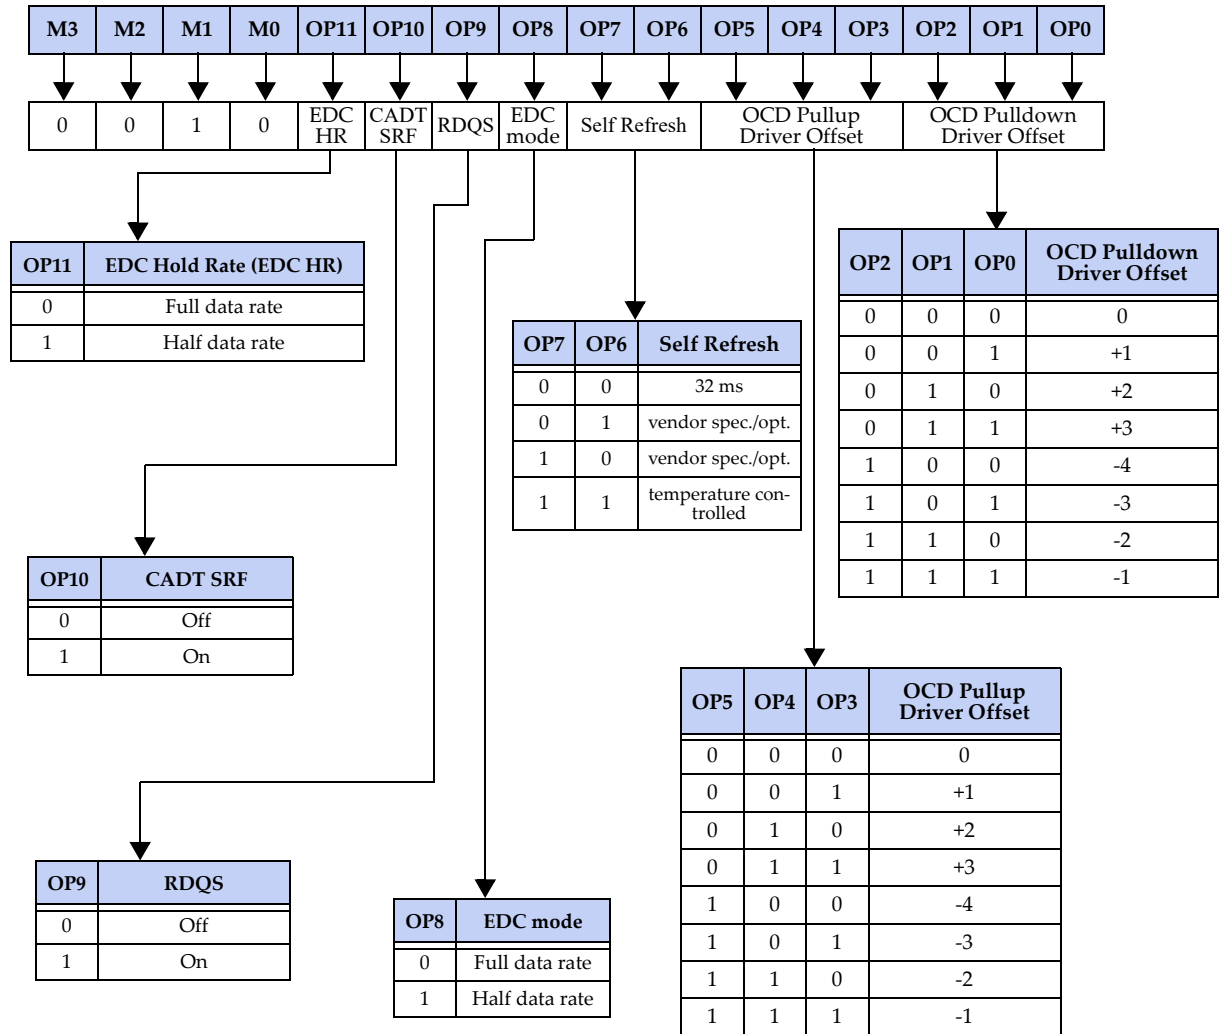 M3 M2 M1 M0 OP11 OP10 OP9 OP8 OP7 OP6 OP5 OP4 OP3 OP2 OP1 OP0
0 0 1 0 EDC HR CADT SRF RDQS EDC mode Self Refresh OCD Pullup Driver Offset OCD Pulldown Driver Offset
OP11 EDC Hold Rate (EDC HR)
0 Full data rate
1 Half data rate
OP10 CADT SRF
0 Off
1 On
OP9 RDQS
0 Off
1 On
OP8 EDC mode
0 Full data rate
1 Half data rate
OP7 OP6 Self Refresh
0 0 32 ms
0 1 vendor spec./opt.
1 0 vendor spec./opt.
1 1 temperature con-
trolled
OP5 OP4 OP3 OCD Pullup
Driver Offset
0 0 0 0
0 0 1 +1
0 1 0 +2
0 1 1 +3
1 0 0 -4
1 0 1 -3
1 1 0 -2
1 1 1 -1
OP2 OP1 OP0 OCD Pulldown
Driver Offset
0 0 0 0
0 0 1 +1
0 1 0 +2
0 1 1 +3
1 0 0 -4
1 0 1 -3
1 1 0 -2
1 1 1 -1